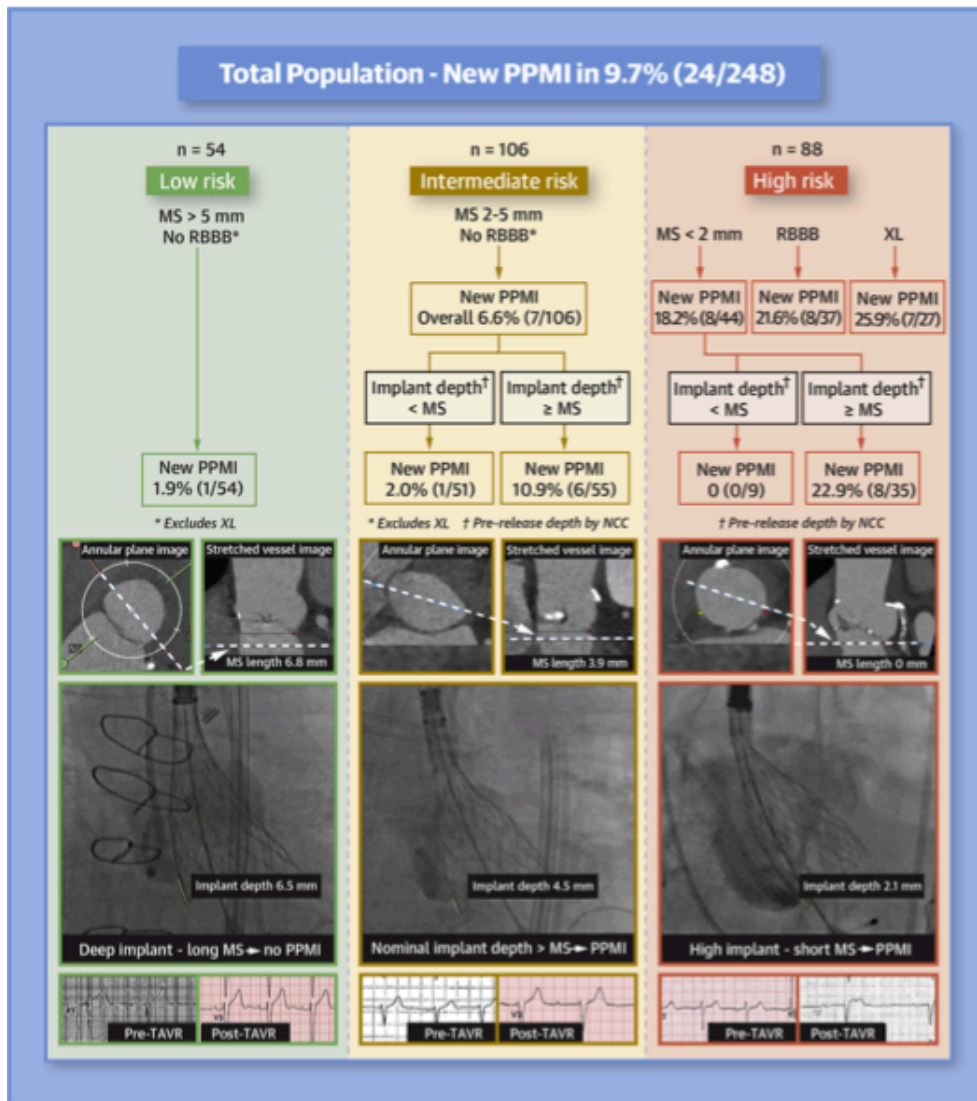 Total Population - New PPMI in 9.7% (24/248)
n = 54
Low risk
MS > 5 mm
No RBBB*
New PPMI
1.9% (1/54)
* Excludes XL
n = 106
Intermediate risk
MS 2-5 mm
No RBBB*
New PPMI
Overall 6.6% (7/106)
Implant depth†
< MS
Implant depth†
≥ MS
New PPMI
2.0% (1/51)
New PPMI
10.9% (6/55)
* Excludes XL † Pre-release depth by NCC
n = 88
High risk
MS < 2 mm
RBBB
XL
New PPMI
18.2% (8/44)
New PPMI
21.6% (8/37)
New PPMI
25.9% (7/27)
Implant depth†
< MS
Implant depth†
≥ MS
New PPMI
0 (0/9)
New PPMI
22.9% (8/35)
† Pre-release depth by NCC
Annular plane image
Stretched vessel image
MS length 6.8 mm
Annular plane image
Stretched vessel image
MS length 3.9 mm
Annular plane image
Stretched vessel image
MS length 0 mm
Implant depth 6.5 mm
Deep implant - long MS → no PPMI
Implant depth 4.5 mm
Nominal implant depth > MS → PPMI
Implant depth 2.1 mm
High implant - short MS → PPMI
Pre-TAVR
Post-TAVR
Pre-TAVR
Post-TAVR
Pre-TAVR
Post-TAVR